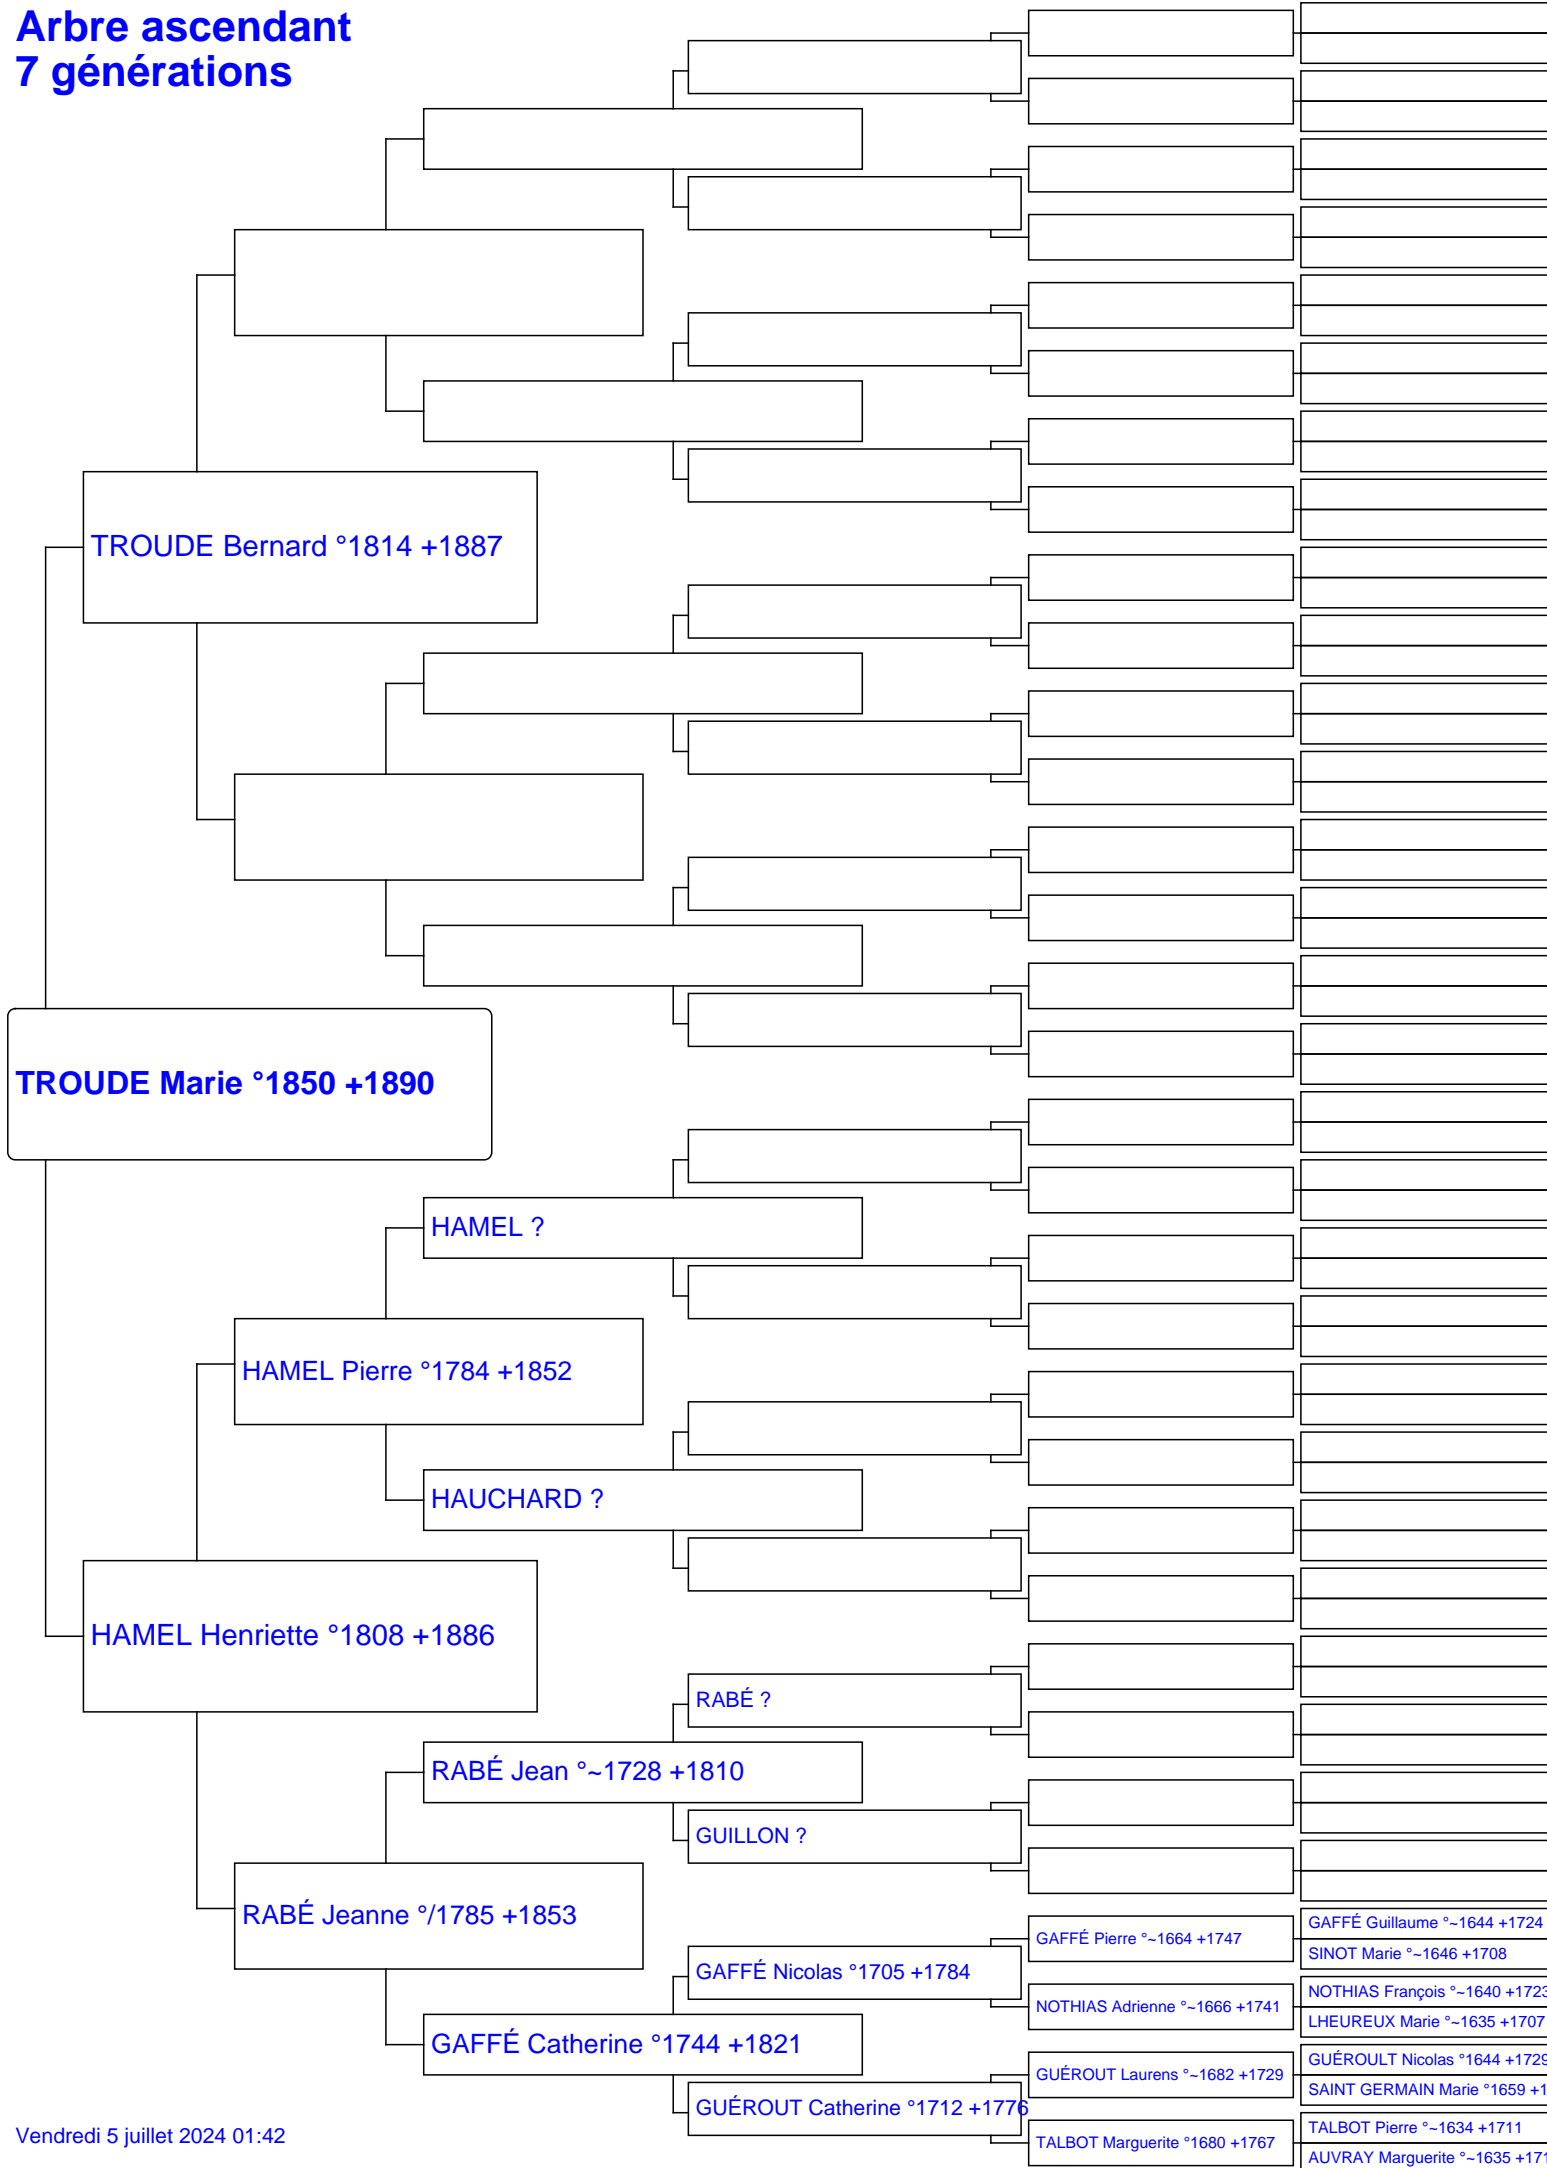 Arbre ascendant
7 générations
TROUDE Bernard °1814 +1887
TROUDE Marie °1850 +1890
HAMEL ?
HAMEL Pierre °1784 +1852
HAUCHARD ?
HAMEL Henriette °1808 +1886
RABÉ ?
RABÉ Jean °~1728 +1810
GUILLON ?
RABÉ Jeanne °/1785 +1853
GAFFÉ Guillaume °~1644 +1724
GAFFÉ Pierre °~1664 +1747
SINOT Marie °~1646 +1708
GAFFÉ Nicolas °1705 +1784
NOTHIAS François °~1640 +1723
NOTHIAS Adrienne °~1666 +1741
LHEUREUX Marie °~1635 +1707
GAFFÉ Catherine °1744 +1821
GUÉROULT Nicolas °1644 +1729
GUÉROUT Laurens °~1682 +1729
SAINT GERMAIN Marie °1659 +1
GUÉROUT Catherine °1712 +1776
TALBOT Pierre °~1634 +1711
TALBOT Marguerite °1680 +1767
AUVRAY Marguerite °~1635 +171
Vendredi 5 juillet 2024 01:42